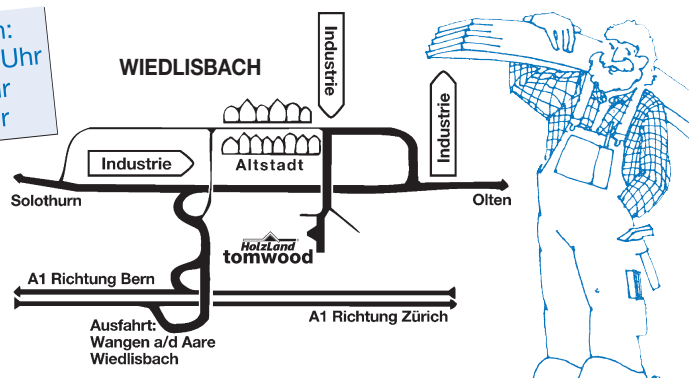 Uhr
WIEDLISBACH
Industrie
Industrie
Industrie
Altstadt
Solothurn
Olten
HolzLand
tomwood
A1 Richtung Bern
A1 Richtung Zürich
Ausfahrt:
Wangen a/d Aare
Wiedlisbach